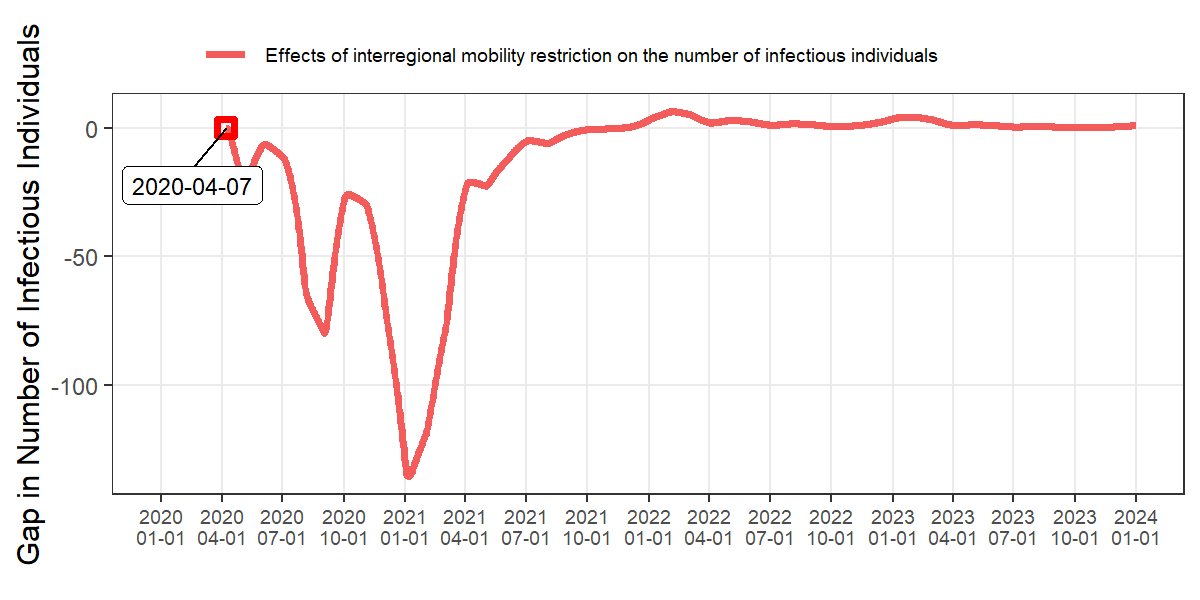 Effects of interregional mobility restriction on the number of infectious individuals
Gap in Number of Infectious Individuals
0
-50
-100
2020-04-07
2020 2020 2020 2020 2021 2021 2021 2021 2022 2022 2022 2022 2023 2023 2023 2023 2024
01-01 04-01 07-01 10-01 01-01 04-01 07-01 10-01 01-01 04-01 07-01 10-01 01-01 04-01 07-01 10-01 01-01